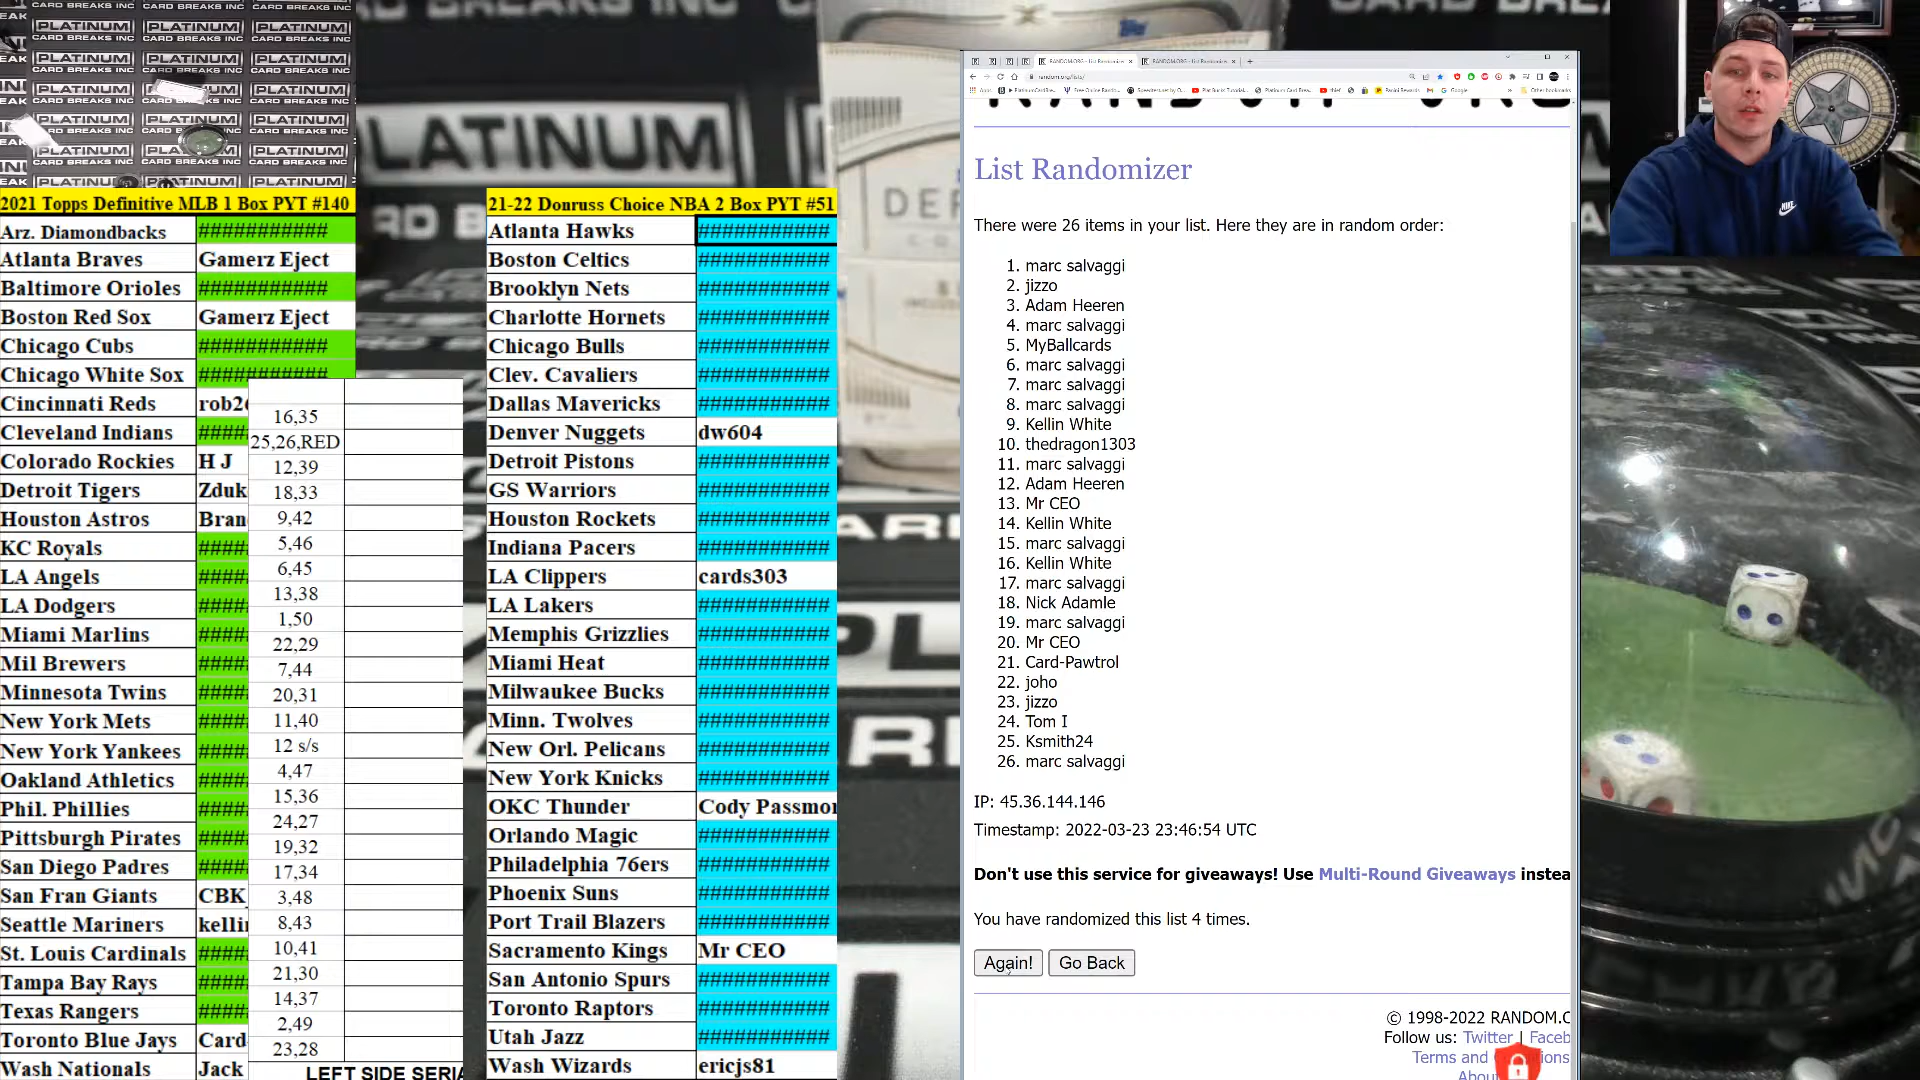 PLATINUM
CARD BREAKS INC
2021 Topps Definitive MLB 1 Box PYT #140
Arz. Diamondbacks ###########
Atlanta Braves Gamerz Eject
Baltimore Orioles ###########
Boston Red Sox Gamerz Eject
Chicago Cubs ###########
Chicago White Sox ###########
Cincinnati Reds
Cleveland Indians
Colorado Rockies H J
Detroit Tigers Zduk
Houston Astros Bran
KC Royals
LA Angels
LA Dodgers
Miami Marlins
Mil Brewers
Minnesota Twins
New York Mets
New York Yankees
Oakland Athletics
Phil. Phillies
Pittsburgh Pirates
San Diego Padres
San Fran Giants CBK
Seattle Mariners
St. Louis Cardinals
Tampa Bay Rays
Texas Rangers
Toronto Blue Jays Card
Wash Nationals Jack
16,35
25,26,RED
12,39
18,33
9,42
5,46
6,45
13,38
1,50
22,29
7,44
20,31
11,40
12 s/s
4,47
15,36
24,27
19,32
17,34
3,48
8,43
10,41
21,30
14,37
2,49
23,28
LEFT SIDE SERIA
21-22 Donruss Choice NBA 2 Box PYT #51
Atlanta Hawks ###########
Boston Celtics ###########
Brooklyn Nets ###########
Charlotte Hornets ###########
Chicago Bulls ###########
Clev. Cavaliers ###########
Dallas Mavericks ###########
Denver Nuggets dw604
Detroit Pistons ###########
GS Warriors ###########
Houston Rockets ###########
Indiana Pacers ###########
LA Clippers cards303
LA Lakers ###########
Memphis Grizzlies ###########
Miami Heat ###########
Milwaukee Bucks ###########
Minn. Twolves ###########
New Orl. Pelicans ###########
New York Knicks ###########
OKC Thunder Cody Passmor
Orlando Magic ###########
Philadelphia 76ers ###########
Phoenix Suns ###########
Port Trail Blazers ###########
Sacramento Kings Mr CEO
San Antonio Spurs ###########
Toronto Raptors ###########
Utah Jazz ###########
Wash Wizards ericjs81
List Randomizer
There were 26 items in your list. Here they are in random order:
1. marc salvaggi
2. jizzo
3. Adam Heeren
4. marc salvaggi
5. MyBallcards
6. marc salvaggi
7. marc salvaggi
8. marc salvaggi
9. Kellin White
10. thedragon1303
11. marc salvaggi
12. Adam Heeren
13. Mr CEO
14. Kellin White
15. marc salvaggi
16. Kellin White
17. marc salvaggi
18. Nick Adamle
19. marc salvaggi
20. Mr CEO
21. Card-Pawtrol
22. joho
23. jizzo
24. Tom I
25. Ksmith24
26. marc salvaggi
IP: 45.36.144.146
Timestamp: 2022-03-23 23:46:54 UTC
Don't use this service for giveaways! Use Multi-Round Giveaways instea
You have randomized this list 4 times.
Again! Go Back
© 1998-2022 RANDOM.O
Follow us: Twitter | Faceb
Terms and